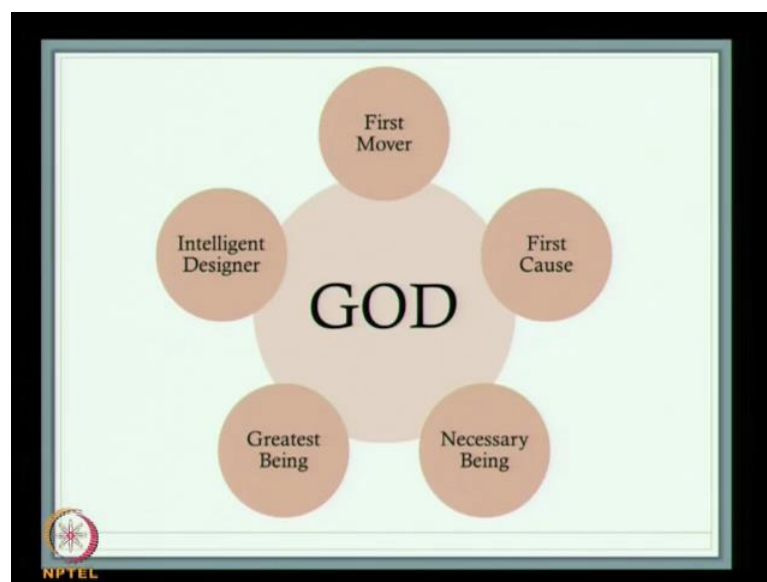 First
Mover
First
Cause
Necessary
Being
Greatest
Being
Intelligent
Designer
GOD
NPTEL